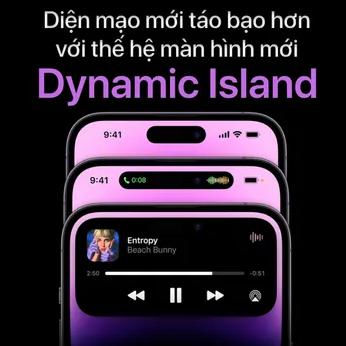 Diện mạo mới táo bạo hơn
với thế hệ màn hình mới
Dynamic Island
9:41
9:41 0:08
Entropy
Beach Bunny
2:50 -0:51